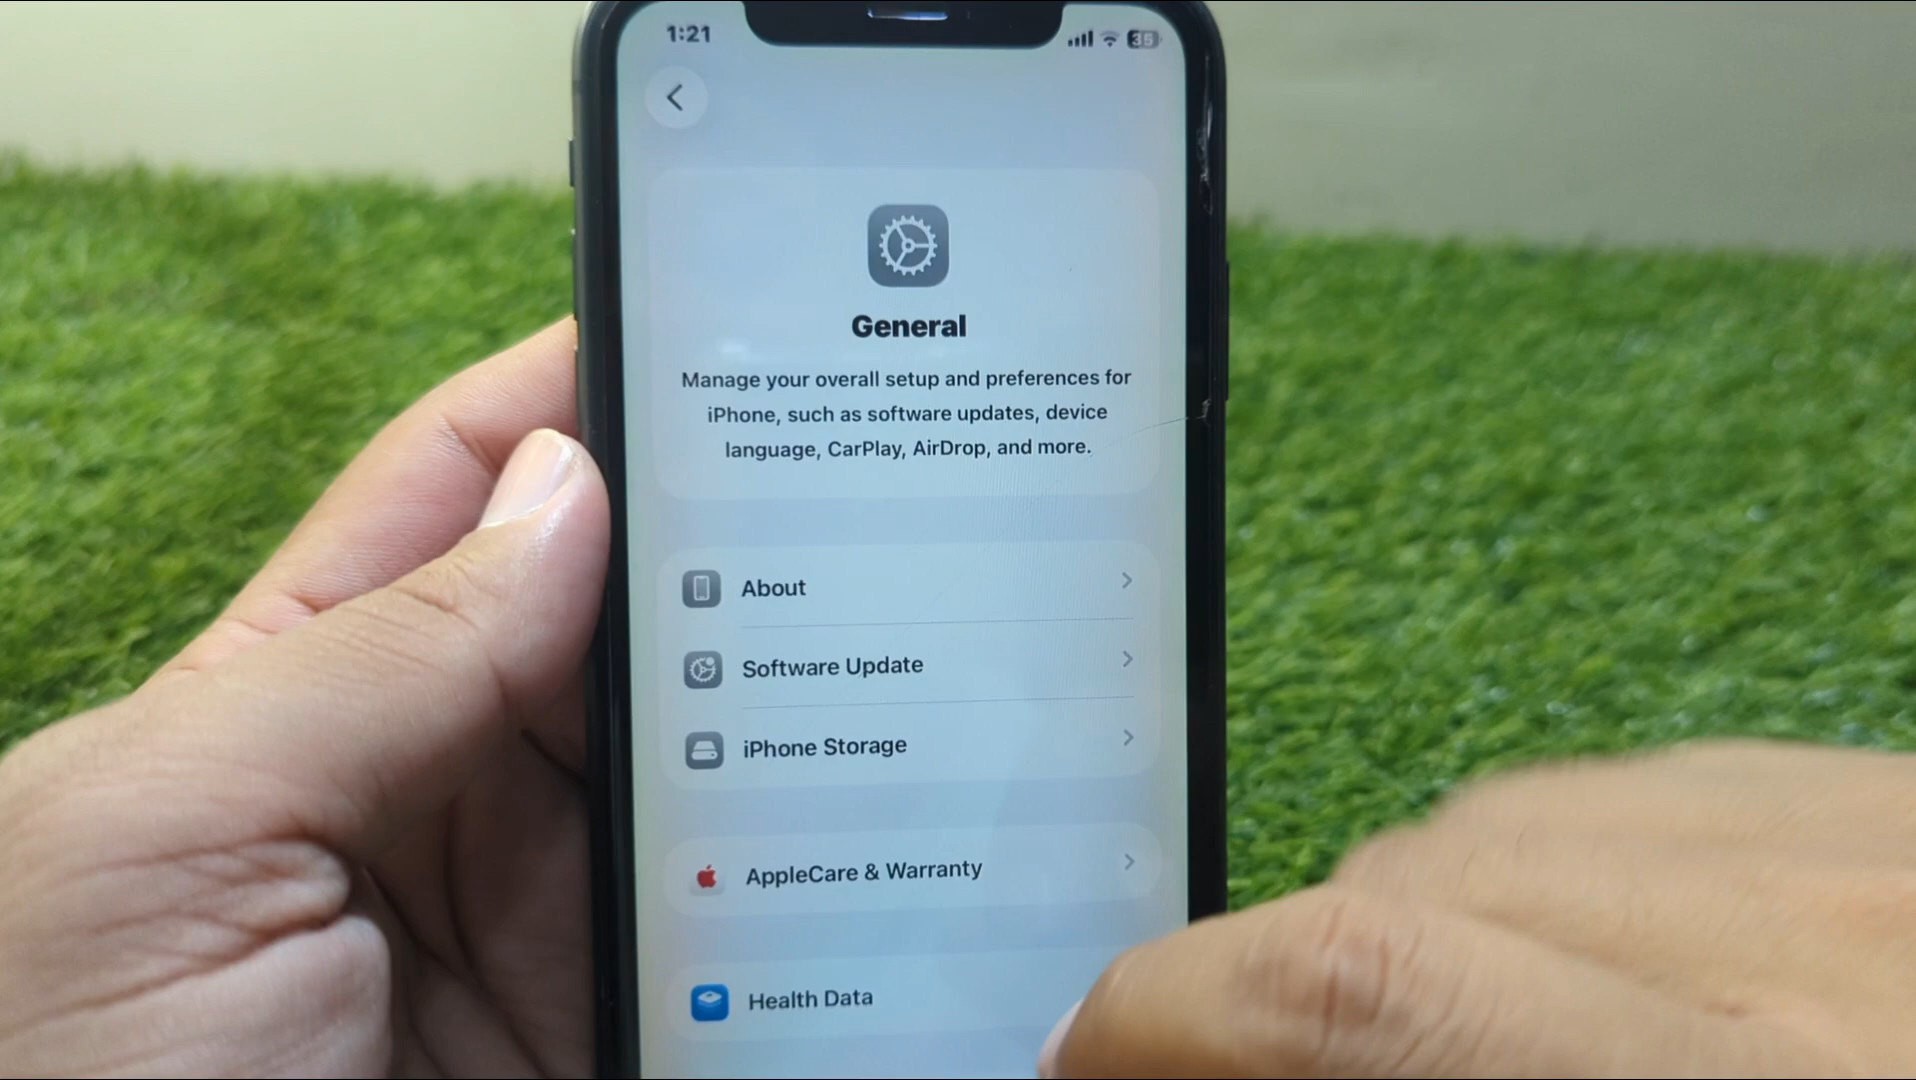 1:21
35
General
Manage your overall setup and preferences for
iPhone, such as software updates, device
language, CarPlay, AirDrop, and more.
About
Software Update
iPhone Storage
AppleCare & Warranty
Health Data